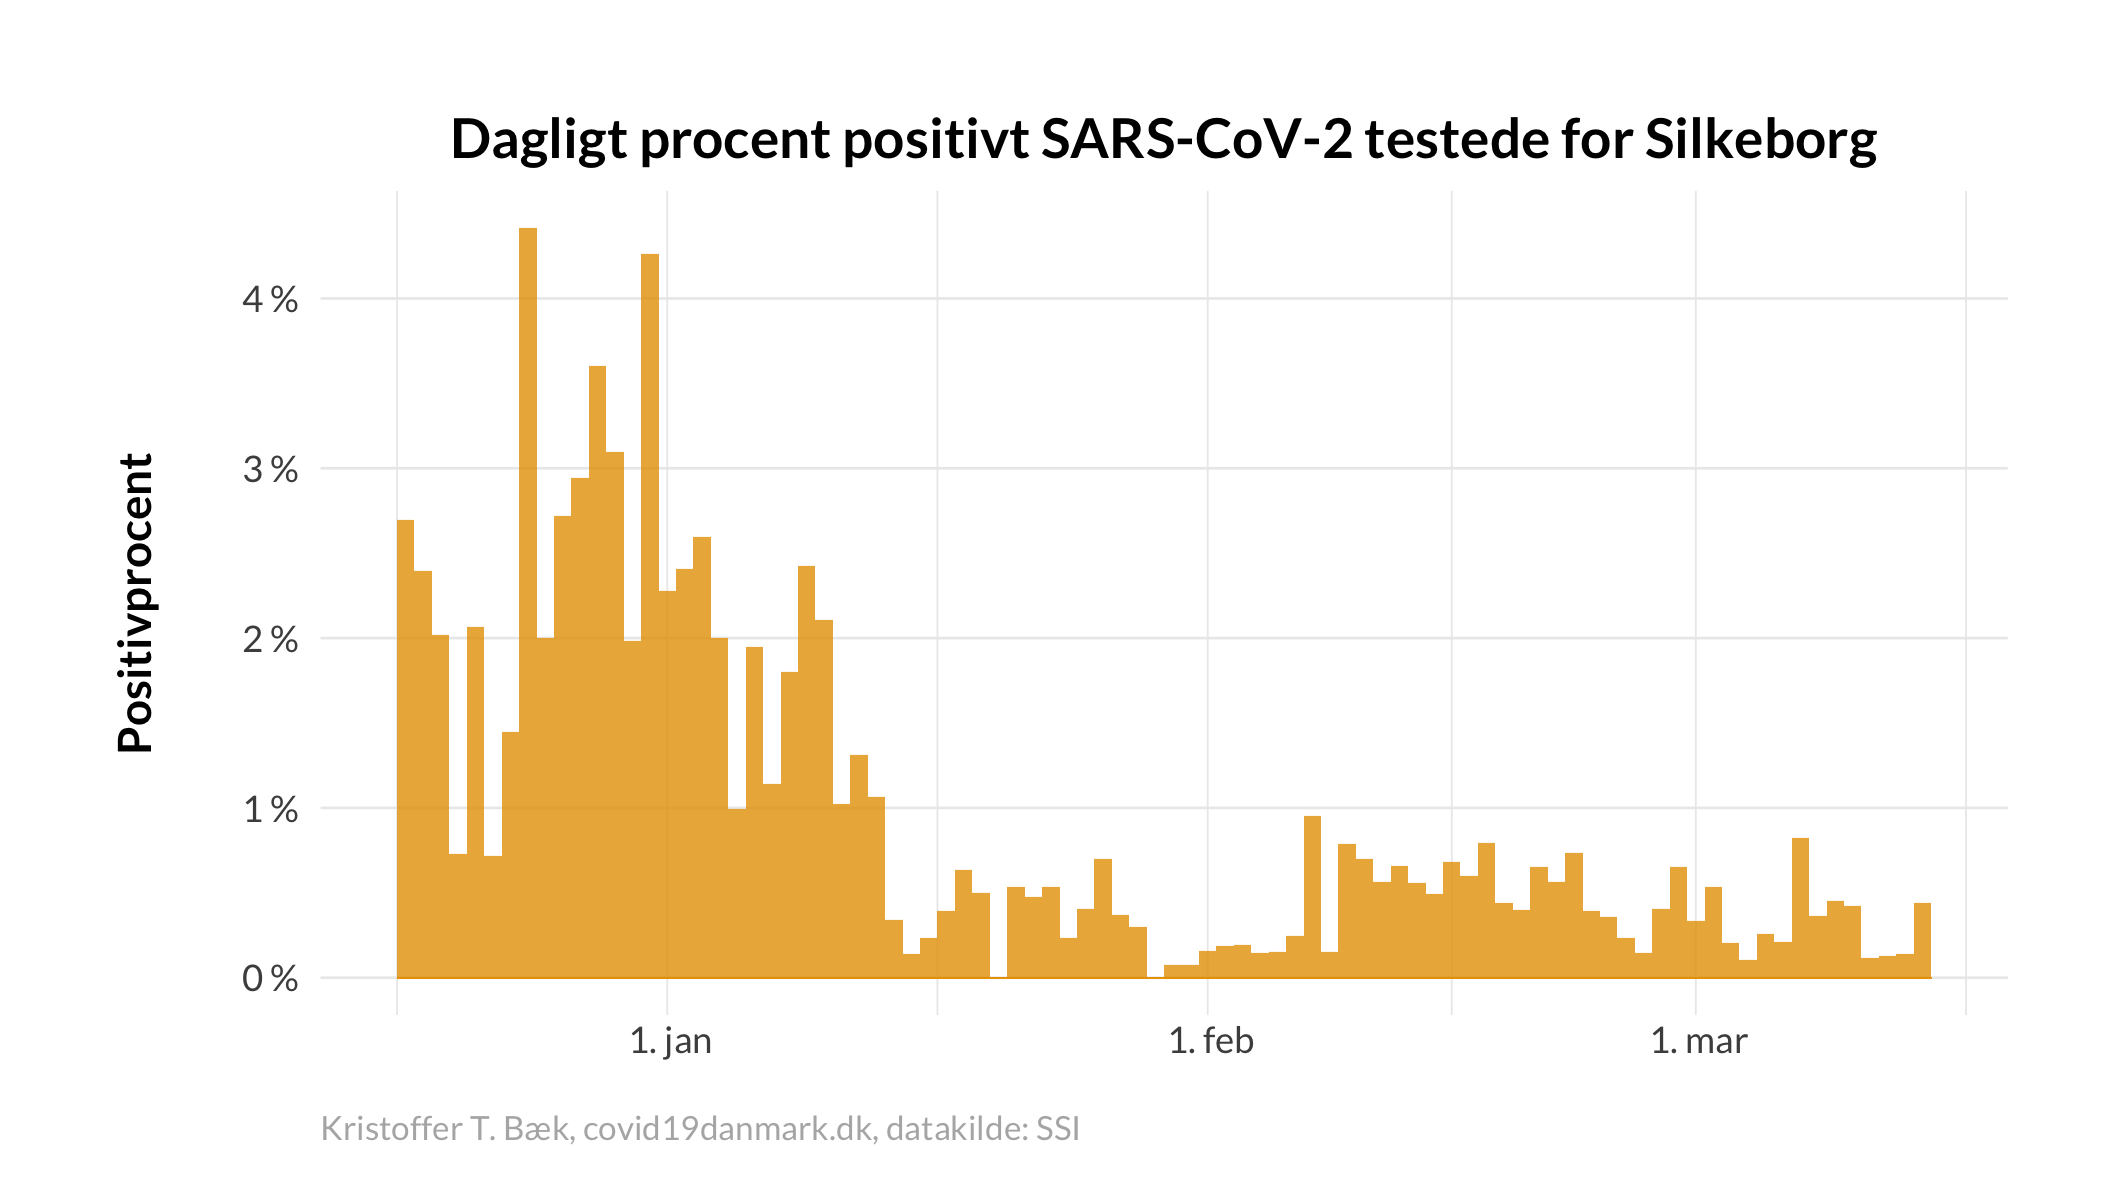 Dagligt procent positivt SARS-CoV-2 testede for Silkeborg
Positivprocent
4 %
3 %
2 %
1 %
0 %
1. jan
1. feb
1. mar
Kristoffer T. Bæk, covid19danmark.dk, datakilde: SSI